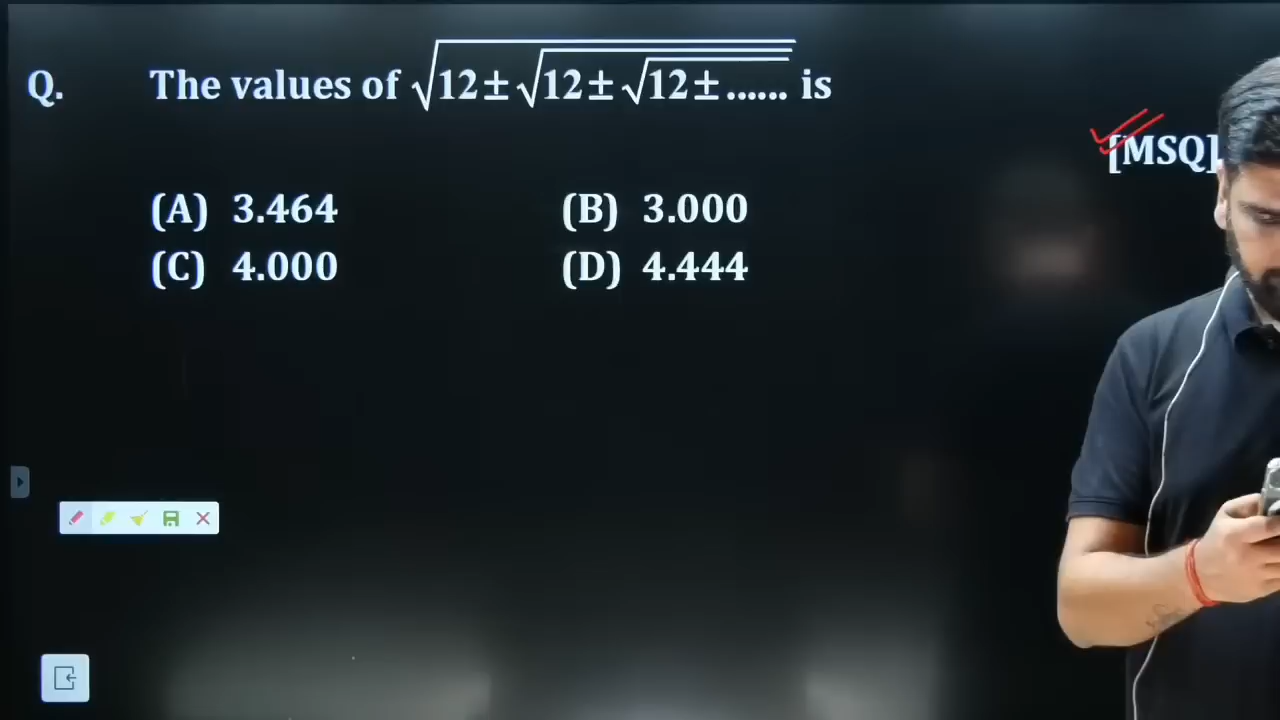 Q. The values of √12± √12± √12± ...... is
[MSQ]
(A) 3.464 (B) 3.000
(C) 4.000 (D) 4.444